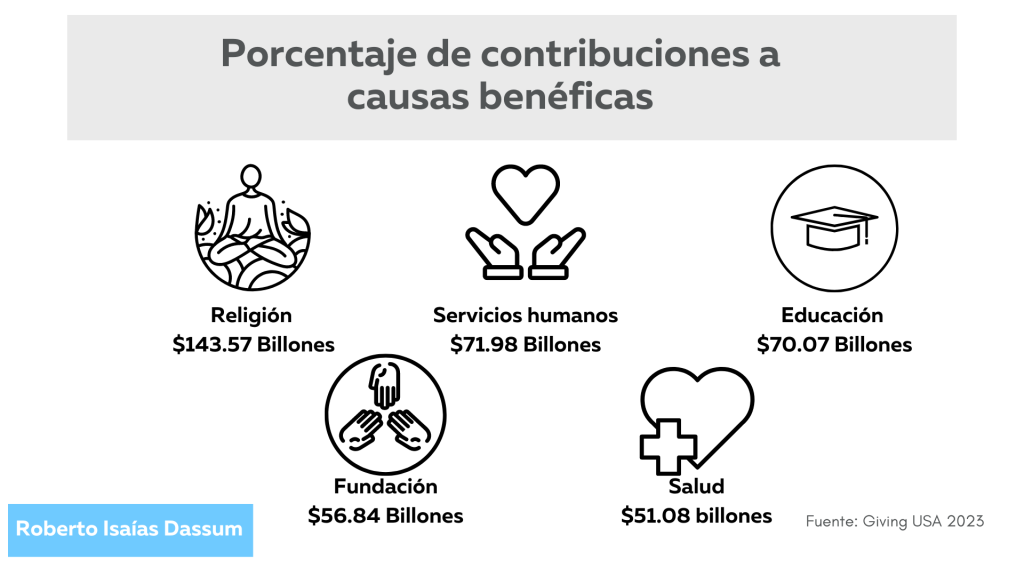 Porcentaje de contribuciones a
causas benéficas
Religión
$143.57 Billones
Servicios humanos
$71.98 Billones
Educación
$70.07 Billones
Fundación
$56.84 Billones
Salud
$51.08 billones
Roberto Isaías Dassum
Fuente: Giving USA 2023